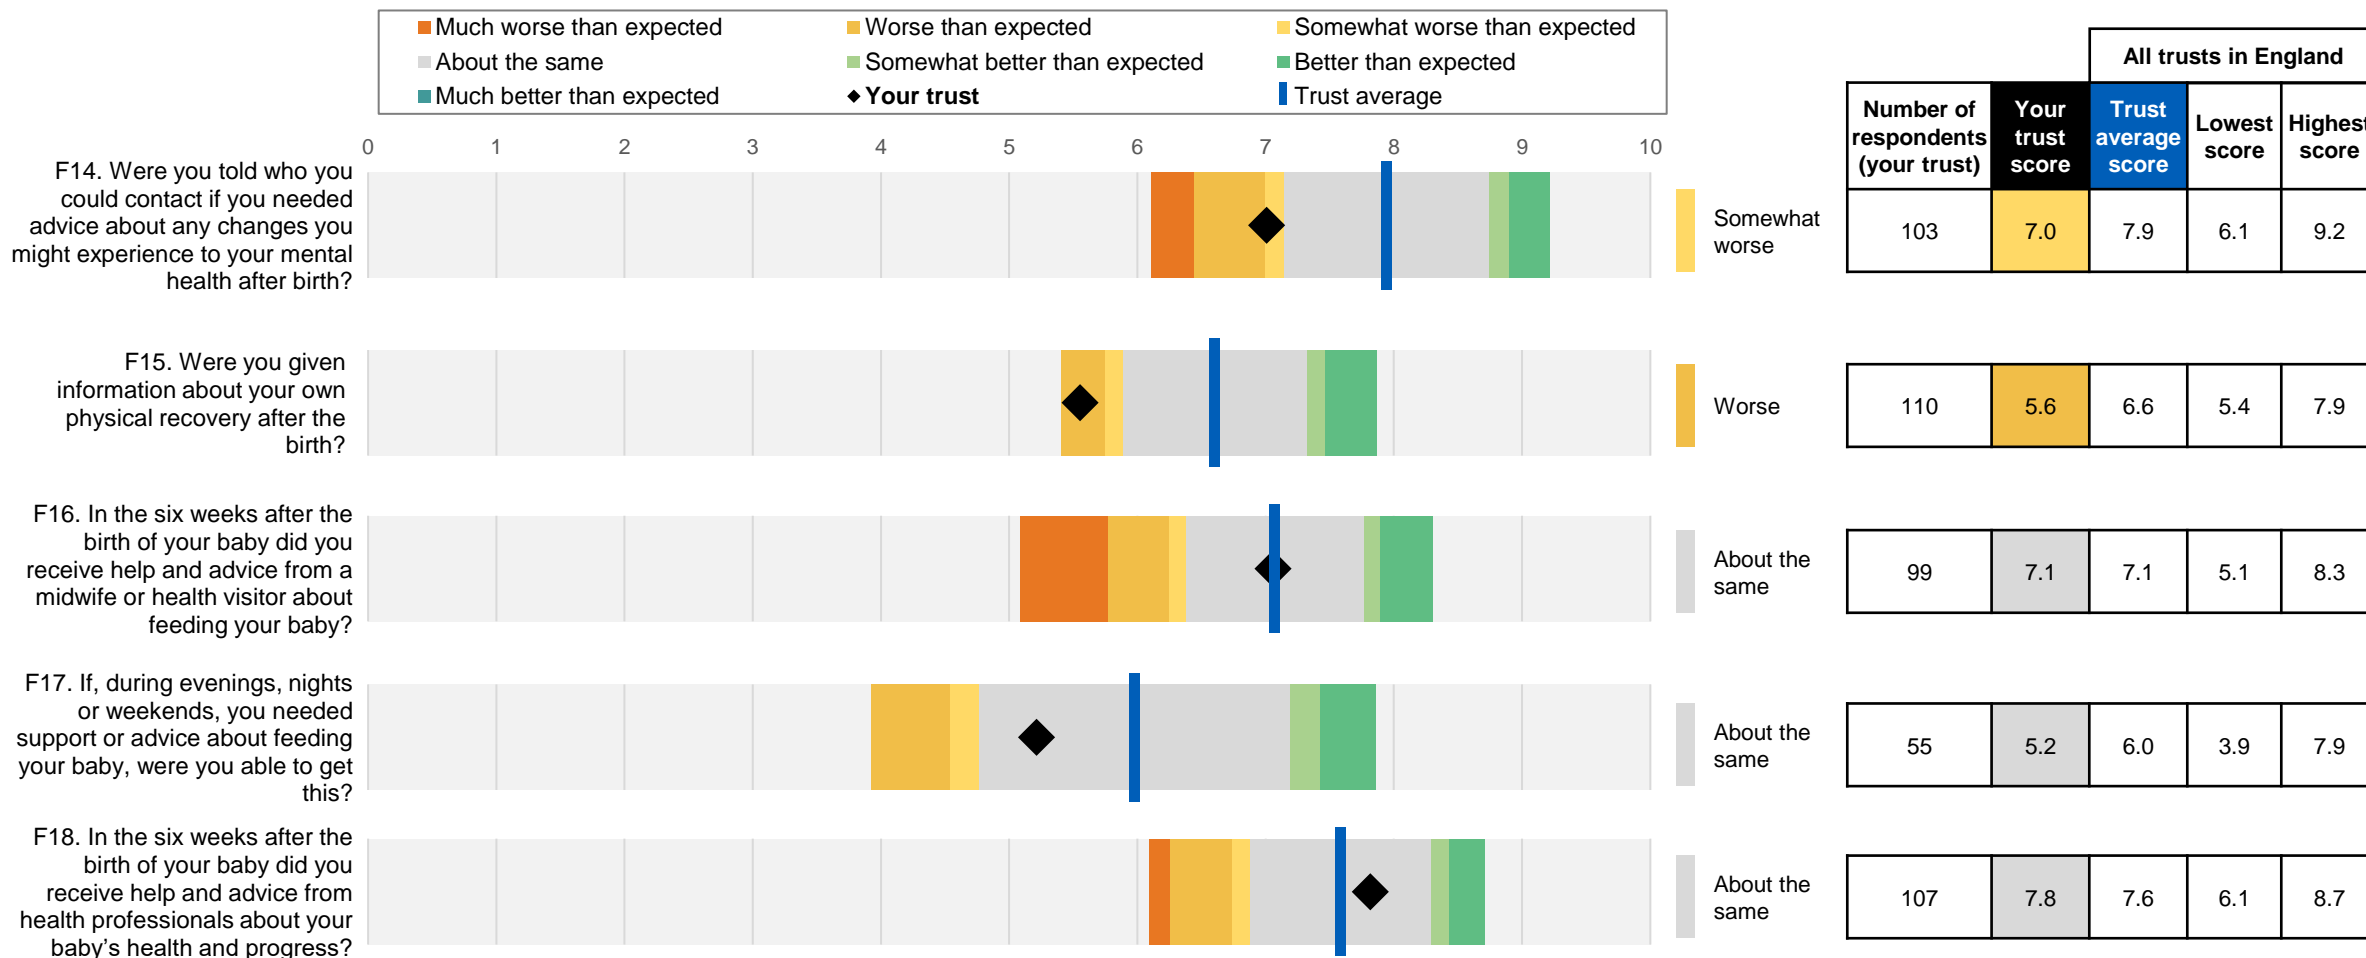 Much worse than expected
Worse than expected
Somewhat worse than expected
About the same
Somewhat better than expected
Better than expected
Much better than expected
Your trust
Trust average
All trusts in England
Number of
respondents
(your trust)
Your
trust
score
Trust
average
score
Lowest
score
Highest
score
0 1 2 3 4 5 6 7 8 9 10
F14. Were you told who you
could contact if you needed
advice about any changes you
might experience to your mental
health after birth?
Somewhat
worse
103 7.0 7.9 6.1 9.2
F15. Were you given
information about your own
physical recovery after the
birth?
Worse
110 5.6 6.6 5.4 7.9
F16. In the six weeks after the
birth of your baby did you
receive help and advice from a
midwife or health visitor about
feeding your baby?
About the
same
99 7.1 7.1 5.1 8.3
F17. If, during evenings, nights
or weekends, you needed
support or advice about feeding
your baby, were you able to get
this?
About the
same
55 5.2 6.0 3.9 7.9
F18. In the six weeks after the
birth of your baby did you
receive help and advice from
health professionals about your
baby’s health and progress?
About the
same
107 7.8 7.6 6.1 8.7